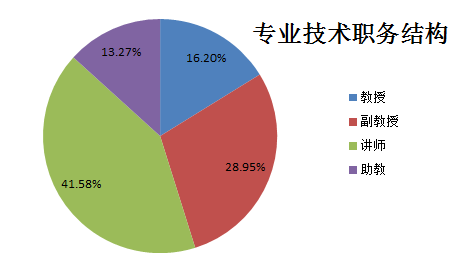 专业技术职务结构
13.27%
16.20%
28.95%
41.58%
教授
副教授
讲师
助教